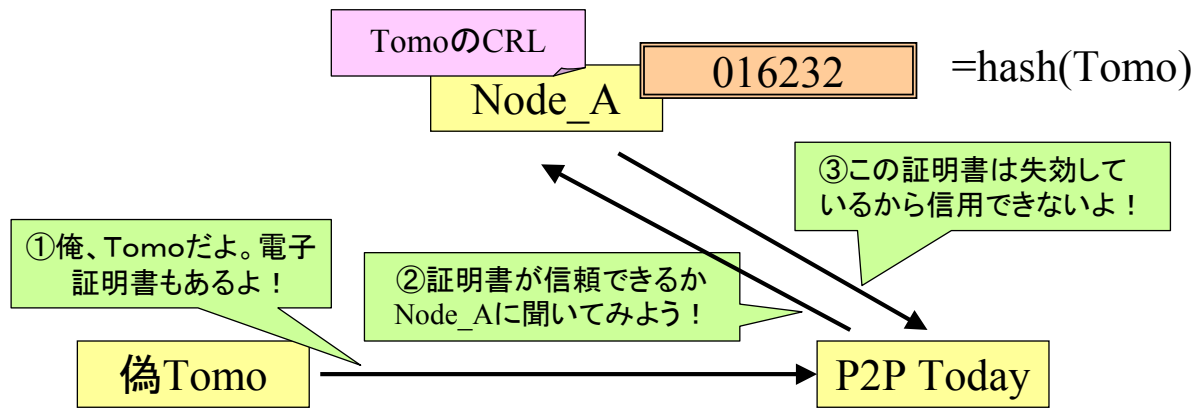 TomoのCRL
016232
=hash(Tomo)
Node_A
③この証明書は失効して
いるから信用できないよ！
①俺、Ｔｏｍｏだよ。電子
証明書もあるよ！
②証明書が信頼できるか
Node_Aに聞いてみよう！
偽Tomo
P2P Today